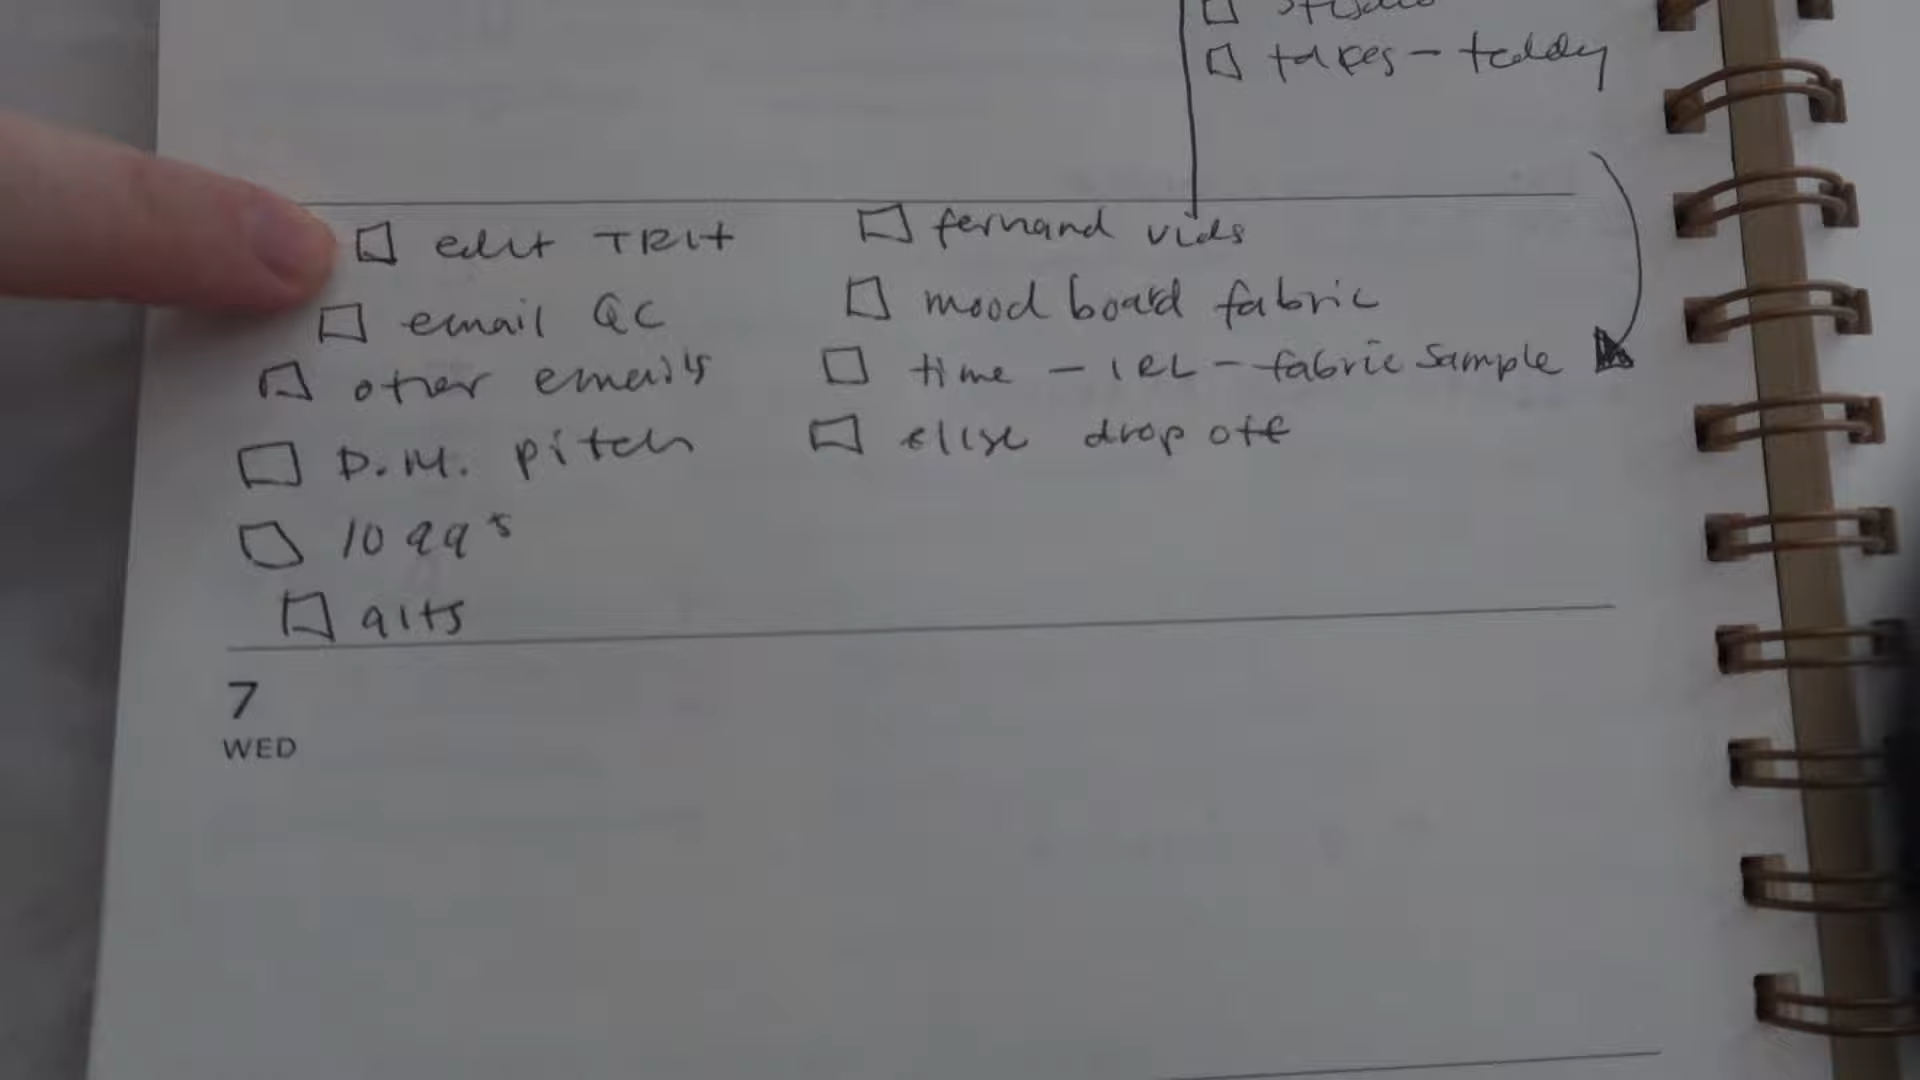 takes - teddy
edit TRIT
email QC
other emails
D.M. pitch
1099s
alts
fernand vids
mood board fabric
time - IRL - fabric sample
elise drop off
7
WED